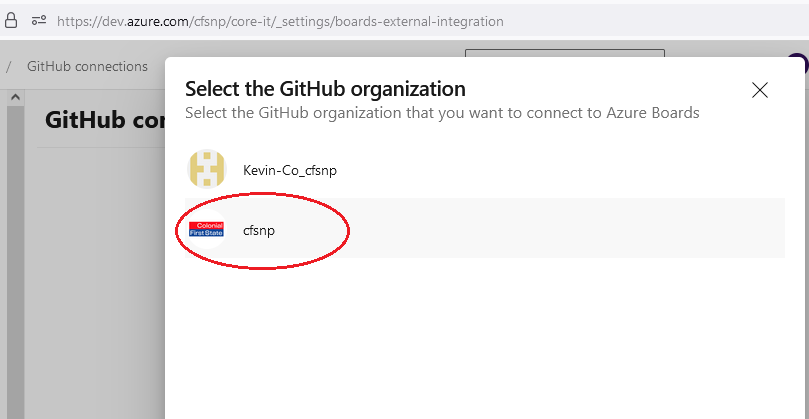 https://dev.azure.com/cfsnp/core-it/_settings/boards-external-integration
/ GitHub connections
Select the GitHub organization
Select the GitHub organization that you want to connect to Azure Boards
GitHub con
Kevin-Co_cfsnp
Colonial
First State
cfsnp